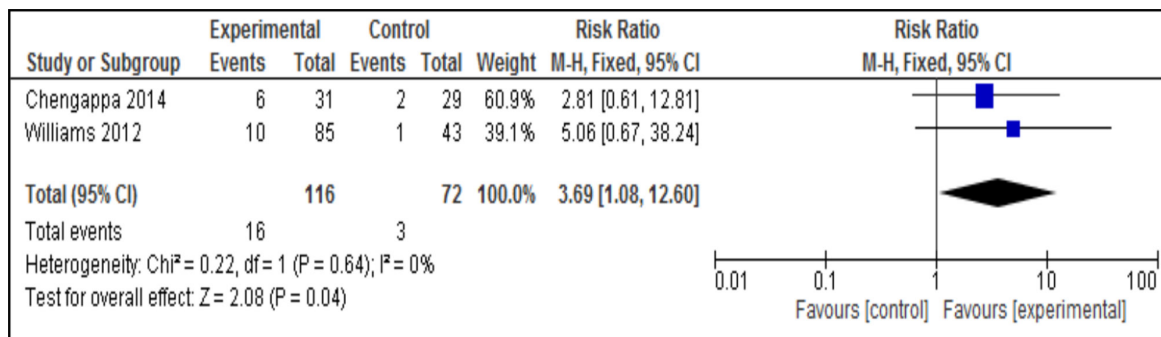 Experimental Control Risk Ratio Risk Ratio
Study or Subgroup Events Total Events Total Weight M-H, Fixed, 95% CI M-H, Fixed, 95% CI
Chengappa 2014 6 31 2 29 60.9% 2.81 [0.61, 12.81]
Williams 2012 10 85 1 43 39.1% 5.06 [0.67, 38.24]
Total (95% CI) 116 72 100.0% 3.69 [1.08, 12.60]
Total events 16 3
Heterogeneity: Chi² = 0.22, df = 1 (P = 0.64); I² = 0%
Test for overall effect: Z = 2.08 (P = 0.04)
0.01 0.1 1 10 100
Favours [control] Favours [experimental]